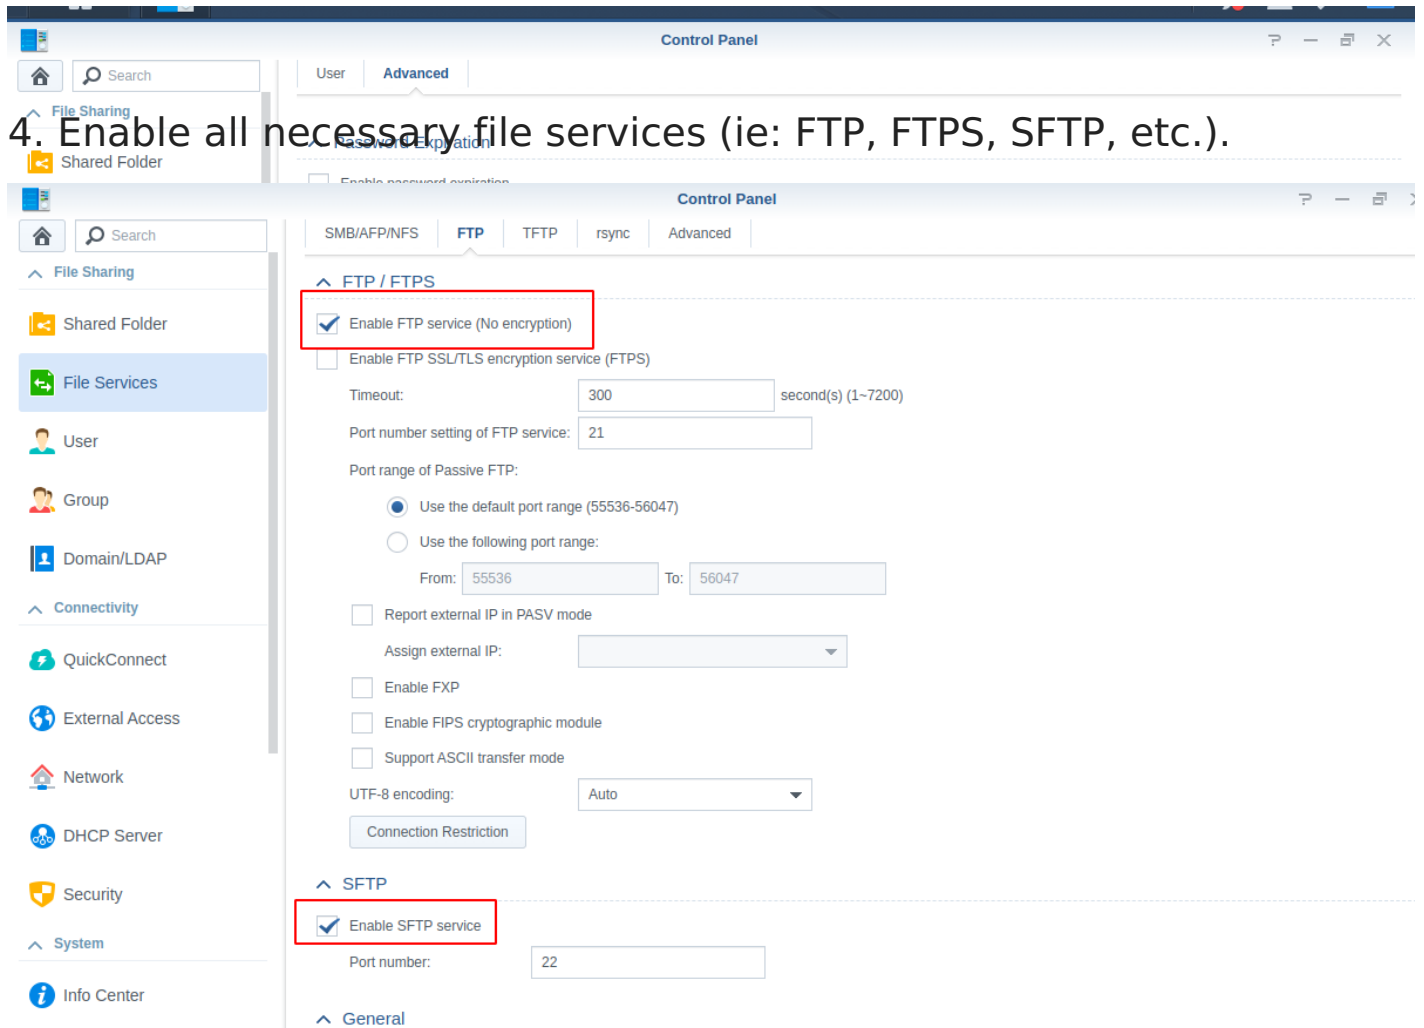 Control Panel
Search
User
Advanced
File Sharing
4. Enable all necessary file services (ie: FTP, FTPS, SFTP, etc.).
Password Expiration
Shared Folder
Enable password expiration
Control Panel
Search
SMB/AFP/NFS
FTP
TFTP
rsync
Advanced
File Sharing
Shared Folder
File Services
User
Group
Domain/LDAP
Connectivity
QuickConnect
External Access
Network
DHCP Server
Security
System
Info Center
FTP / FTPS
Enable FTP service (No encryption)
Enable FTP SSL/TLS encryption service (FTPS)
Timeout: 300 second(s) (1~7200)
Port number setting of FTP service: 21
Port range of Passive FTP:
Use the default port range (55536-56047)
Use the following port range:
From: 55536 To: 56047
Report external IP in PASV mode
Assign external IP:
Enable FXP
Enable FIPS cryptographic module
Support ASCII transfer mode
UTF-8 encoding: Auto
Connection Restriction
SFTP
Enable SFTP service
Port number: 22
General